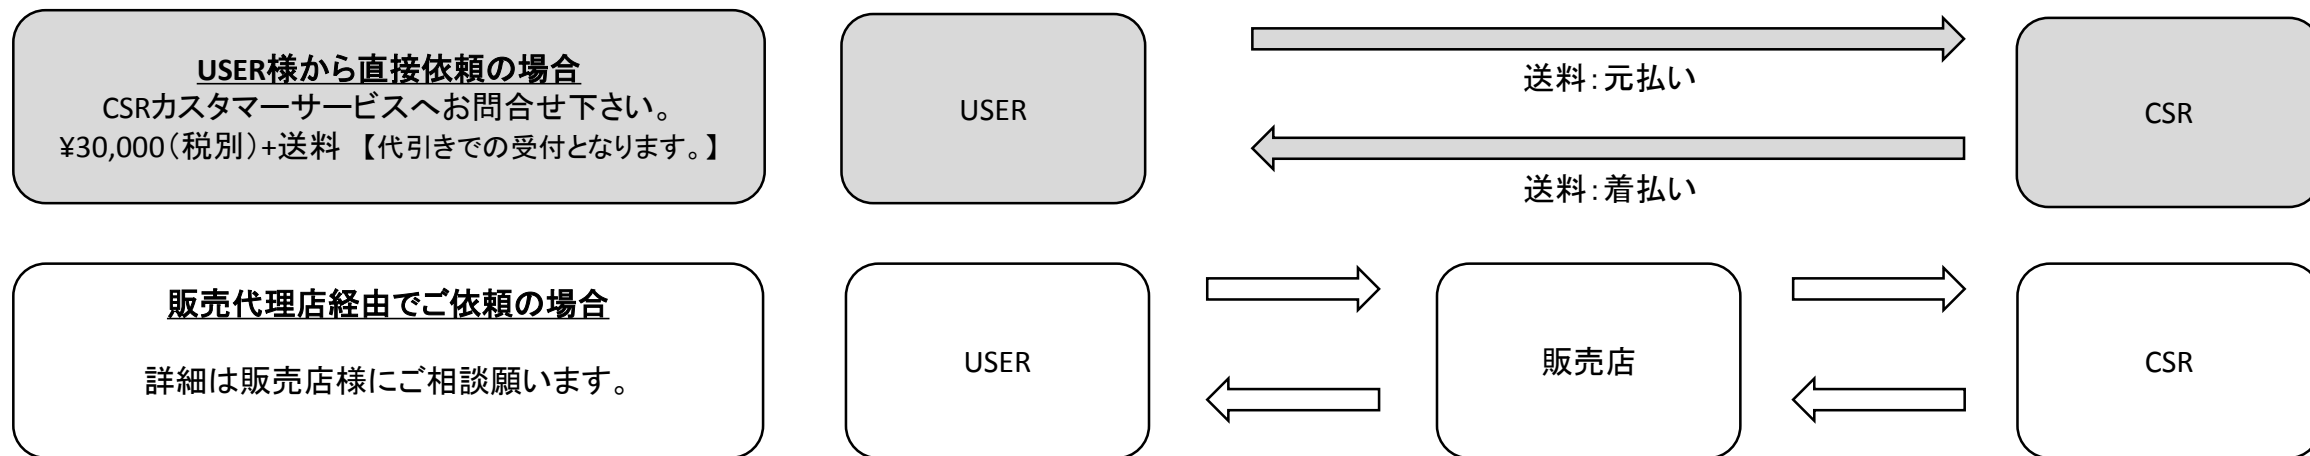 USER様から直接依頼の場合
CSRカスタマーサービスへお問合せ下さい。
¥30,000（税別）+送料 【代引きでの受付となります。】
USER
送料：元払い
送料：着払い
CSR
販売代理店経由でご依頼の場合
詳細は販売店様にご相談願います。
USER
販売店
CSR